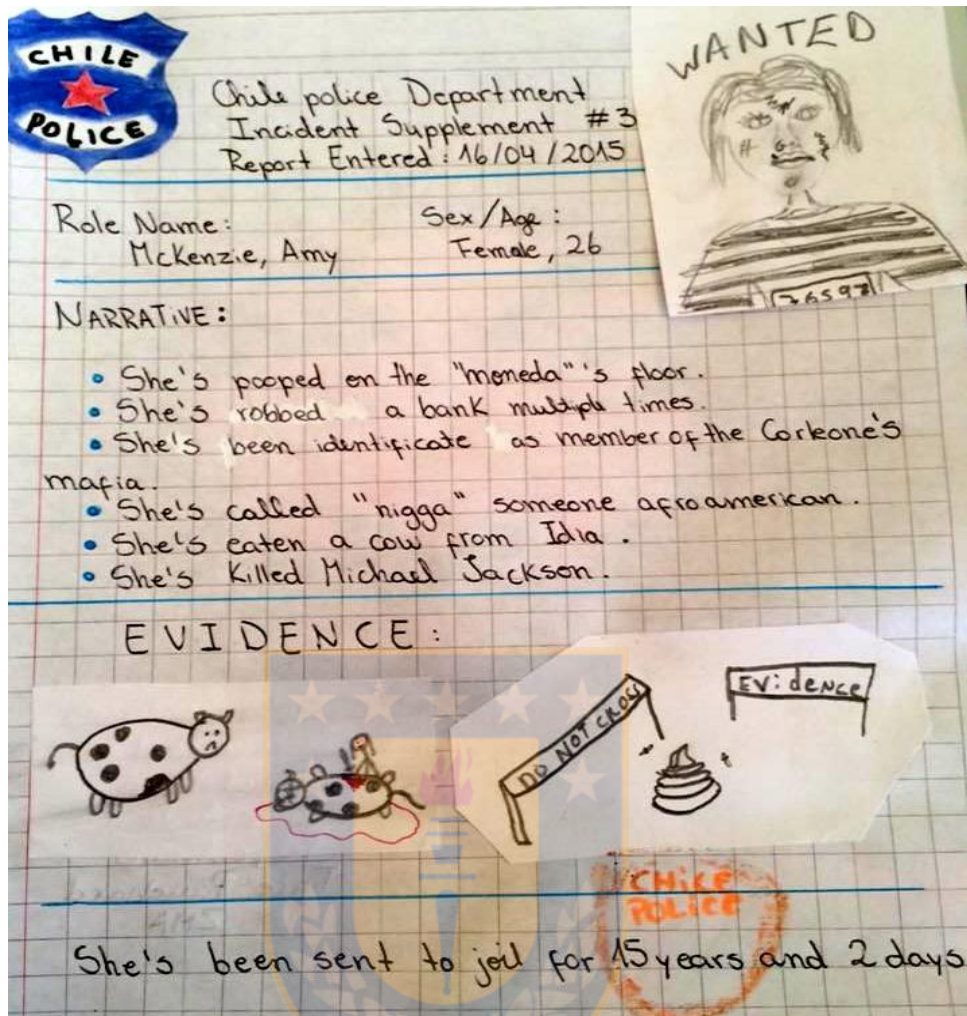 CHILE
POLICE
WANTED
Chile police Department
Incident Supplement #3
Report Entered: 16/04/2015
76597
Role Name:
McKenzie, Amy
Sex/Age:
Female, 26
NARRATIVE:
• She's pooped on the "moneda"'s floor.
• She's robbed a bank multiple times.
• She's been identificate as member of the Corleone's
mafia.
• She's called "nigga" someone afroamerican.
• She's eaten a cow from Idia.
• She's Killed Michael Jackson.
EVIDENCE:
DO NOT CROSS
EVidENCE
CHILE
POLICE
She's been sent to jail for 15 years and 2 days